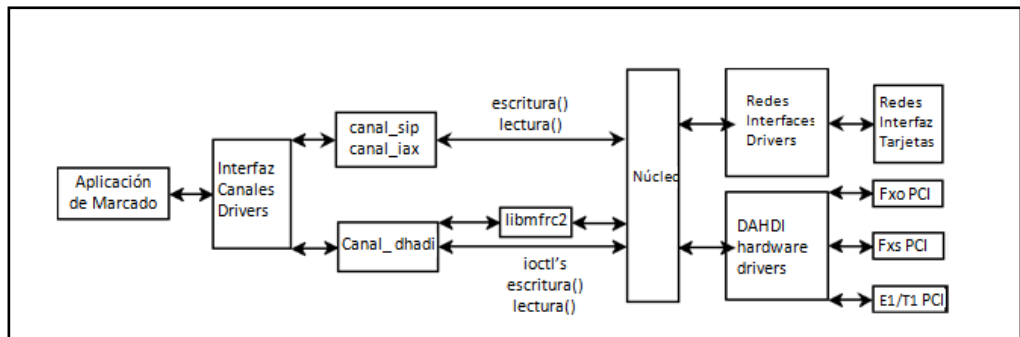 Aplicación
de Marcado
Interfaz
Canales
Drivers
canal_sip
canal_iax
Canal_ dhadi
escritura()
lectura()
libmfrc2
ioctl's
escritura()
lectura()
Núcleo
Redes
Interfaces
Drivers
Redes
Interfaz
Tarjetas
DAHDI
hardware
drivers
Fxo PCI
Fxs PCI
E1/T1 PCI